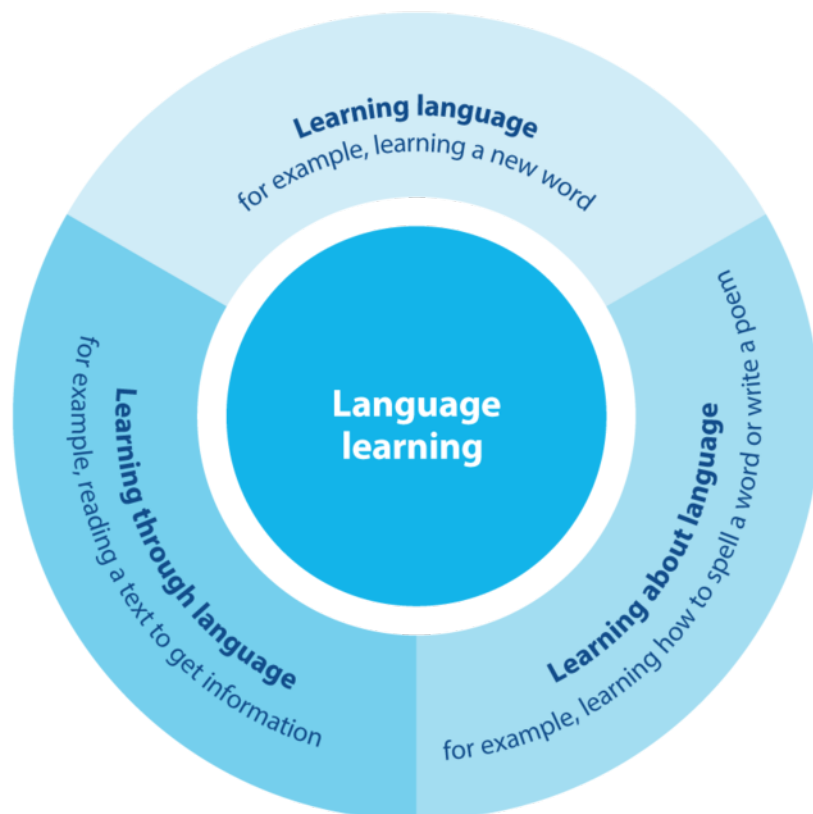 Learning language
for example, learning a new word
Language
learning
Learning about language
for example, learning how to spell a word or write a poem
Learning through language
for example, reading a text to get information